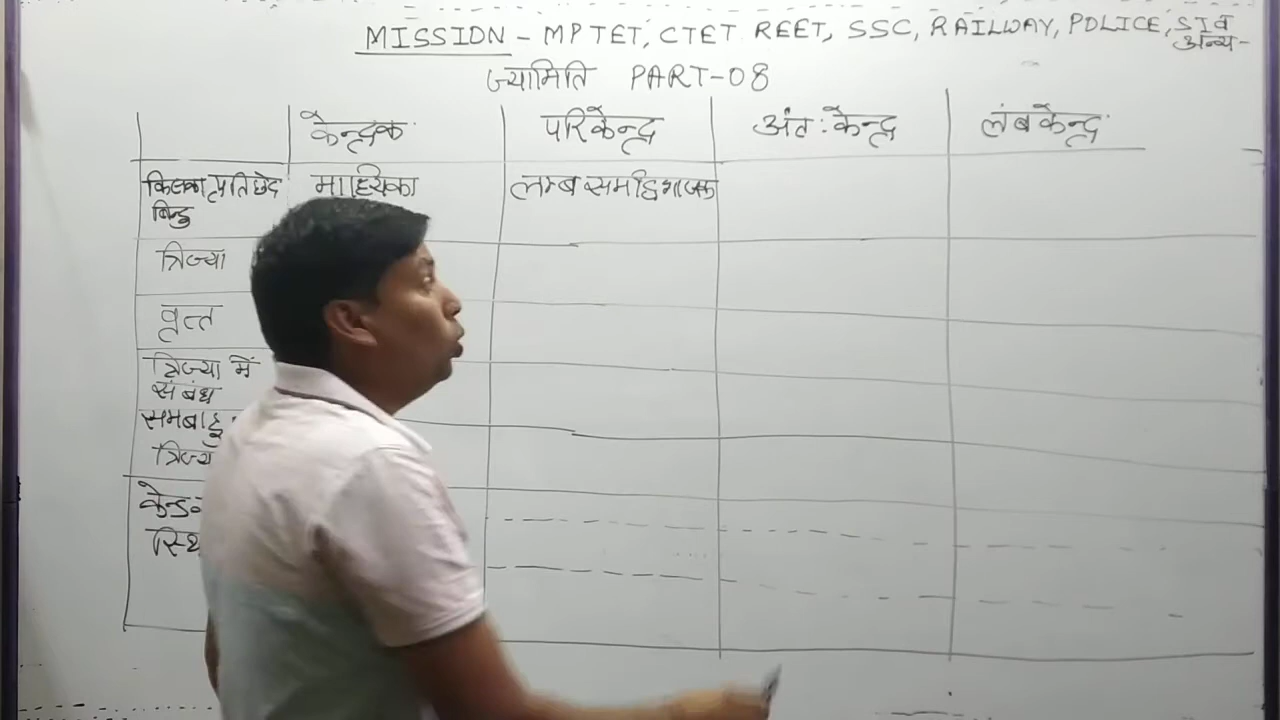 MISSION - MPTET, CTET REET, SSC, RAILWAY, POLICE, SI व
अन्य-
ज्यामिति PART-08
केन्द्रक परिकेन्द्र अंत: केन्द्र लंबकेन्द्र
किसका प्रतिछेद माध्यिका लम्ब समद्विभाजक
बिन्दु
त्रिज्या
वृत्त
त्रिज्या में
संबंध
समबाहु